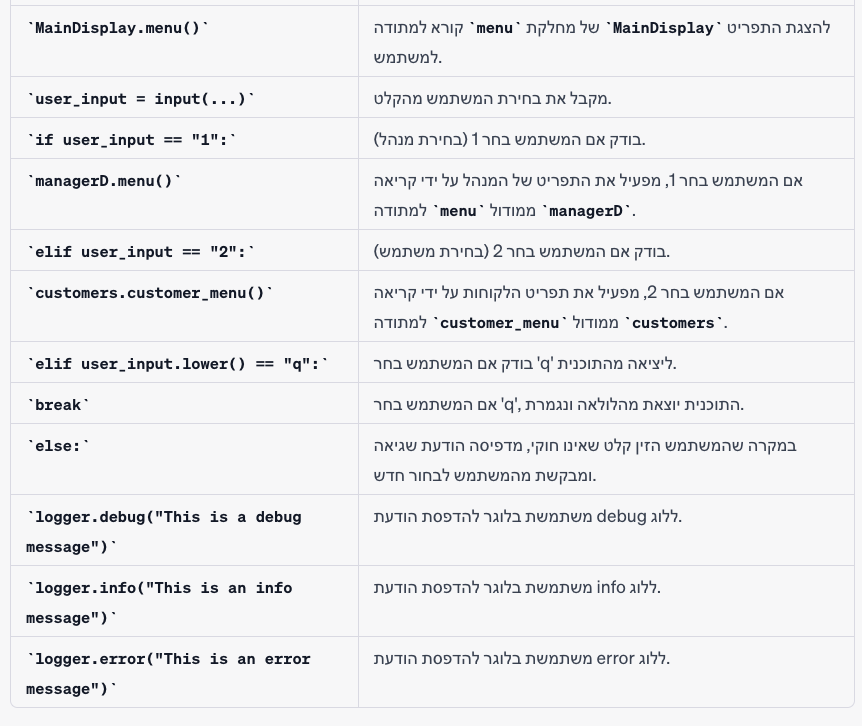 `MainDisplay.menu()`
קורא למתודה `menu` של מחלקת `MainDisplay` להצגת התפריט
למשתמש.
`user_input = input(...)`
מקבל את בחירת המשתמש מהקלט.
`if user_input == "1":`
בודק אם המשתמש בחר 1 (בחירת מנהל).
`managerD.menu()`
אם המשתמש בחר 1, מפעיל את התפריט של המנהל על ידי קריאה
למתודה `menu` ממודול `managerD`.
`elif user_input == "2":`
בודק אם המשתמש בחר 2 (בחירת משתמש).
`customers.customer_menu()`
אם המשתמש בחר 2, מפעיל את תפריט הלקוחות על ידי קריאה
למתודה `customer_menu` ממודול `customers`.
`elif user_input.lower() == "q":`
בודק אם המשתמש בחר 'q' ליציאה מהתוכנית.
`break`
אם המשתמש בחר 'q', התוכנית יוצאת מהלולאה ונגמרת.
`else:`
במקרה שהמשתמש הזין קלט שאינו חוקי, מדפיסה הודעת שגיאה
ומבקשת מהמשתמש לבחור חדש.
`logger.debug("This is a debug
message")`
משתמשת בלוגר להדפסת הודעת debug ללוג.
`logger.info("This is an info
message")`
משתמשת בלוגר להדפסת הודעת info ללוג.
`logger.error("This is an error
message")`
משתמשת בלוגר להדפסת הודעת error ללוג.